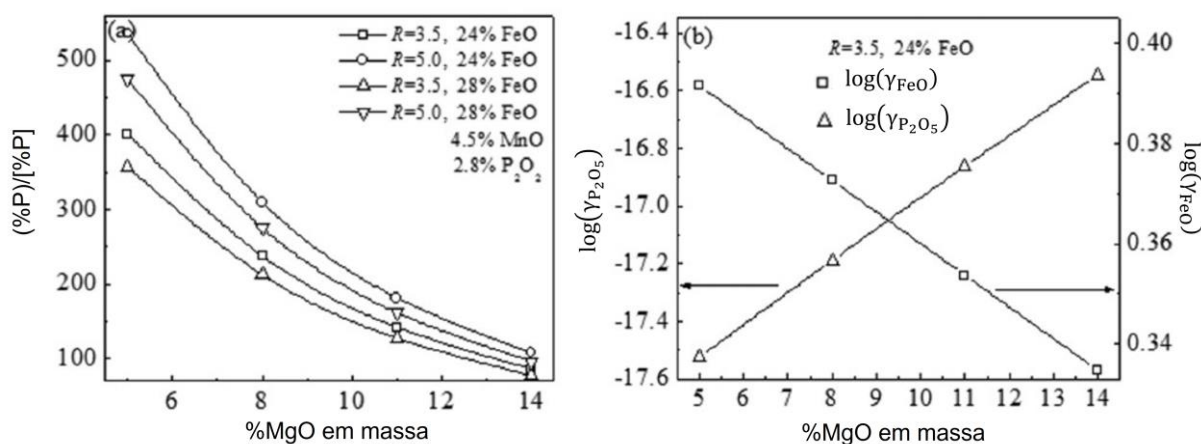 (a)
R=3.5, 24% FeO
R=5.0, 24% FeO
R=3.5, 28% FeO
R=5.0, 28% FeO
4.5% MnO
2.8% P₂O₂
(%P)/[%P]
500
400
300
200
100
6 8 10 12 14
%MgO em massa
(b)
R=3.5, 24% FeO
log(γFeO)
log(γP₂O₅)
log(γP₂O₅)
-16.4
-16.6
-16.8
-17.0
-17.2
-17.4
-17.6
5 6 7 8 9 10 11 12 13 14
%MgO em massa
0.40
0.38
0.36
0.34
log(γFeO)